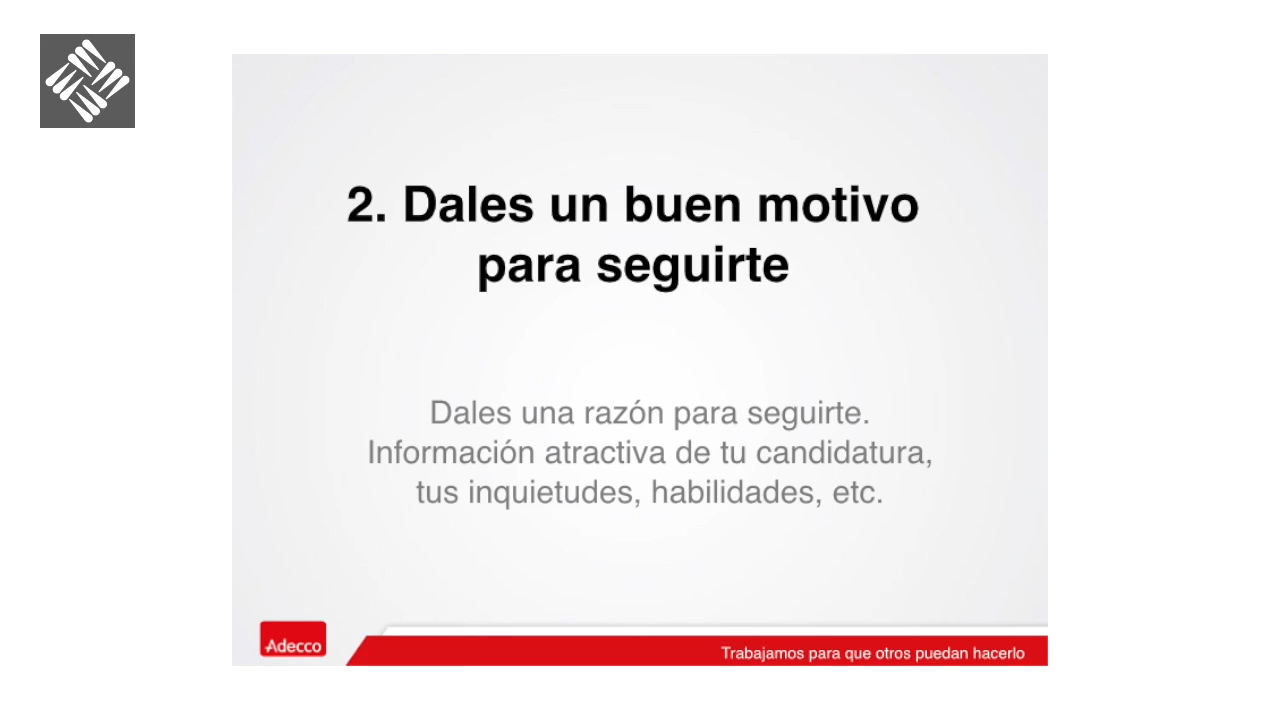 2. Dales un buen motivo
para seguirte
Dales una razón para seguirte.
Información atractiva de tu candidatura,
tus inquietudes, habilidades, etc.
Adecco
Trabajamos para que otros puedan hacerlo